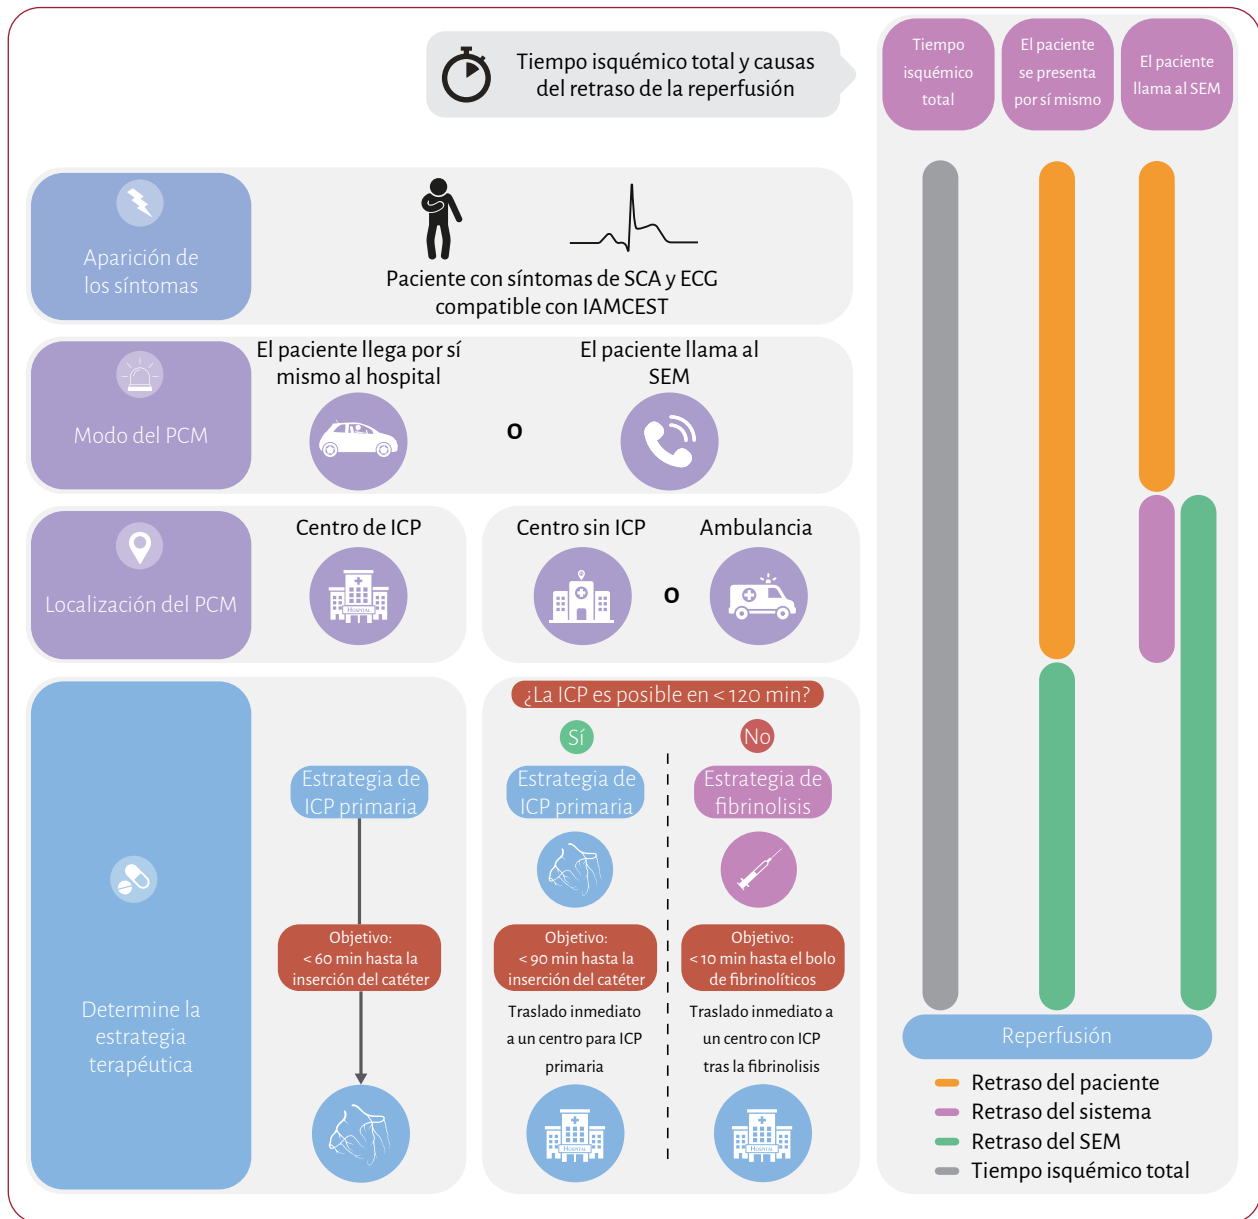 Tiempo isquémico total y causas
del retraso de la reperfusión
Tiempo
isquémico
total
El paciente
se presenta
por sí mismo
El paciente
llama al SEM
Aparición de
los síntomas
Paciente con síntomas de SCA y ECG
compatible con IAMCEST
Modo del PCM
El paciente llega por sí
mismo al hospital
o
El paciente llama al
SEM
Localización del PCM
Centro de ICP
HOSPITAL
Centro sin ICP
o
Ambulancia
Determine la
estrategia
terapéutica
Estrategia de
ICP primaria
Objetivo:
< 60 min hasta la
inserción del catéter
¿La ICP es posible en < 120 min?
Sí
Estrategia de
ICP primaria
Objetivo:
< 90 min hasta la
inserción del catéter
Traslado inmediato
a un centro para ICP
primaria
HOSPITAL
No
Estrategia de
fibrinolisis
Objetivo:
< 10 min hasta el bolo
de fibrinolíticos
Traslado inmediato a
un centro con ICP
tras la fibrinolisis
HOSPITAL
Reperfusión
Retraso del paciente
Retraso del sistema
Retraso del SEM
Tiempo isquémico total